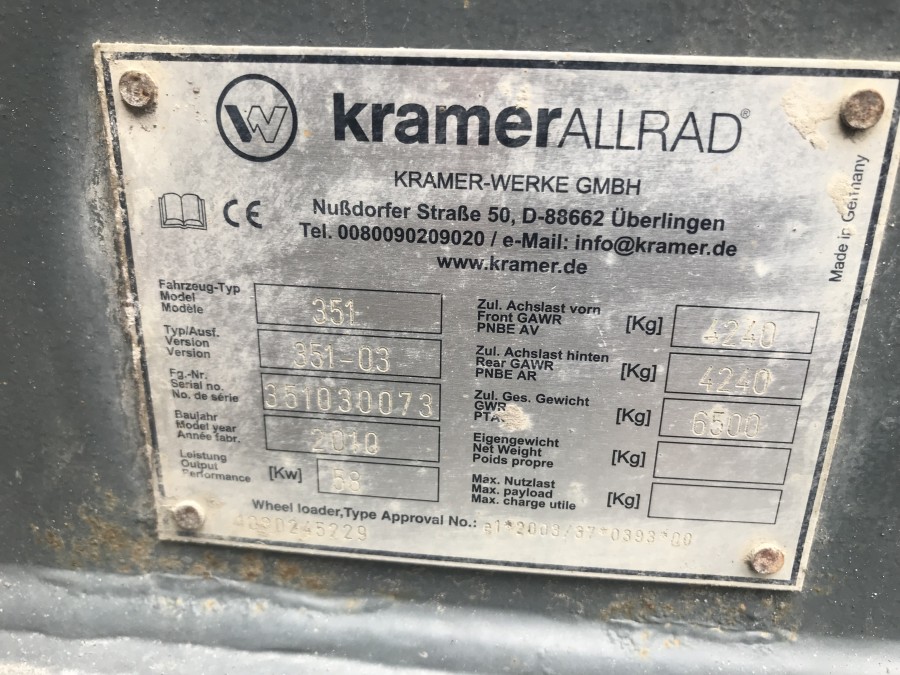 kramerALLRAD®
KRAMER-WERKE GMBH
Nußdorfer Straße 50, D-88662 Überlingen
Tel. 0080090209020 / e-Mail: info@kramer.de
www.kramer.de
Made in Germany
CE
Fahrzeug-Typ
Model
Modèle
351
Typ/Ausf.
Version
Version
351-03
Fg.-Nr.
Serial no.
No. de série
351030073
Baujahr
Model year
Année fabr.
2010
Leistung
Output
Performance
[Kw]
Zul. Achslast vorn
Front GAWR
PNBE AV
[Kg]
4240
Zul. Achslast hinten
Rear GAWR
PNBE AR
[Kg]
4240
Zul. Ges. Gewicht
GWR
[Kg]
6500
Eigengewicht
Net Weight
Poids propre
[Kg]
Max. Nutzlast
Max. payload
Max. charge utile
[Kg]
Wheel loader,Type Approval No.: e1*2003/37*0393*00